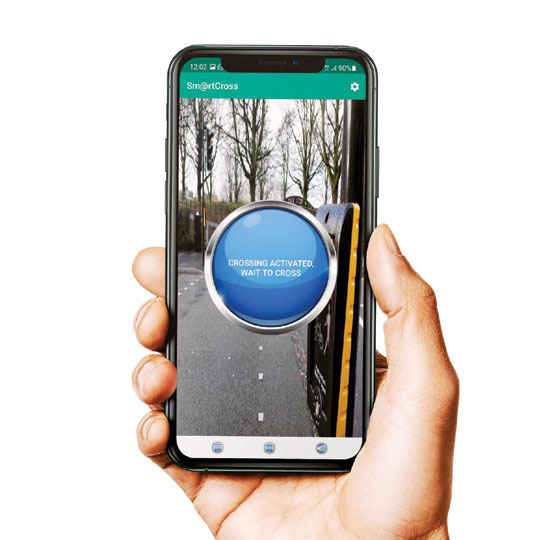 12:02 90%
Sm@rtCross
CROSSING ACTIVATED,
WAIT TO CROSS